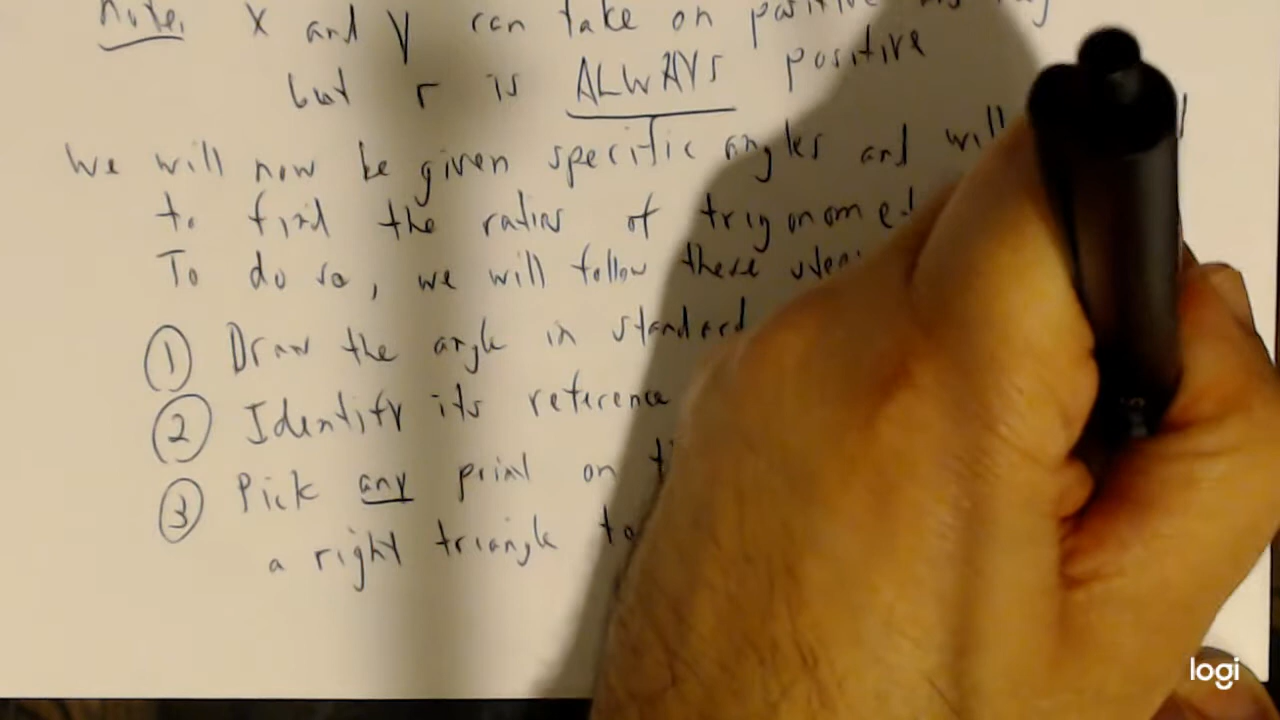 Note: x and y can take on positive
but r is ALWAYS positive
We will now be given specific angles and will
to find the ratios of
To do so, we will follow these
① Draw the angle in standard
② Identify its reference
③ Pick any point on
a right triangle to
logi